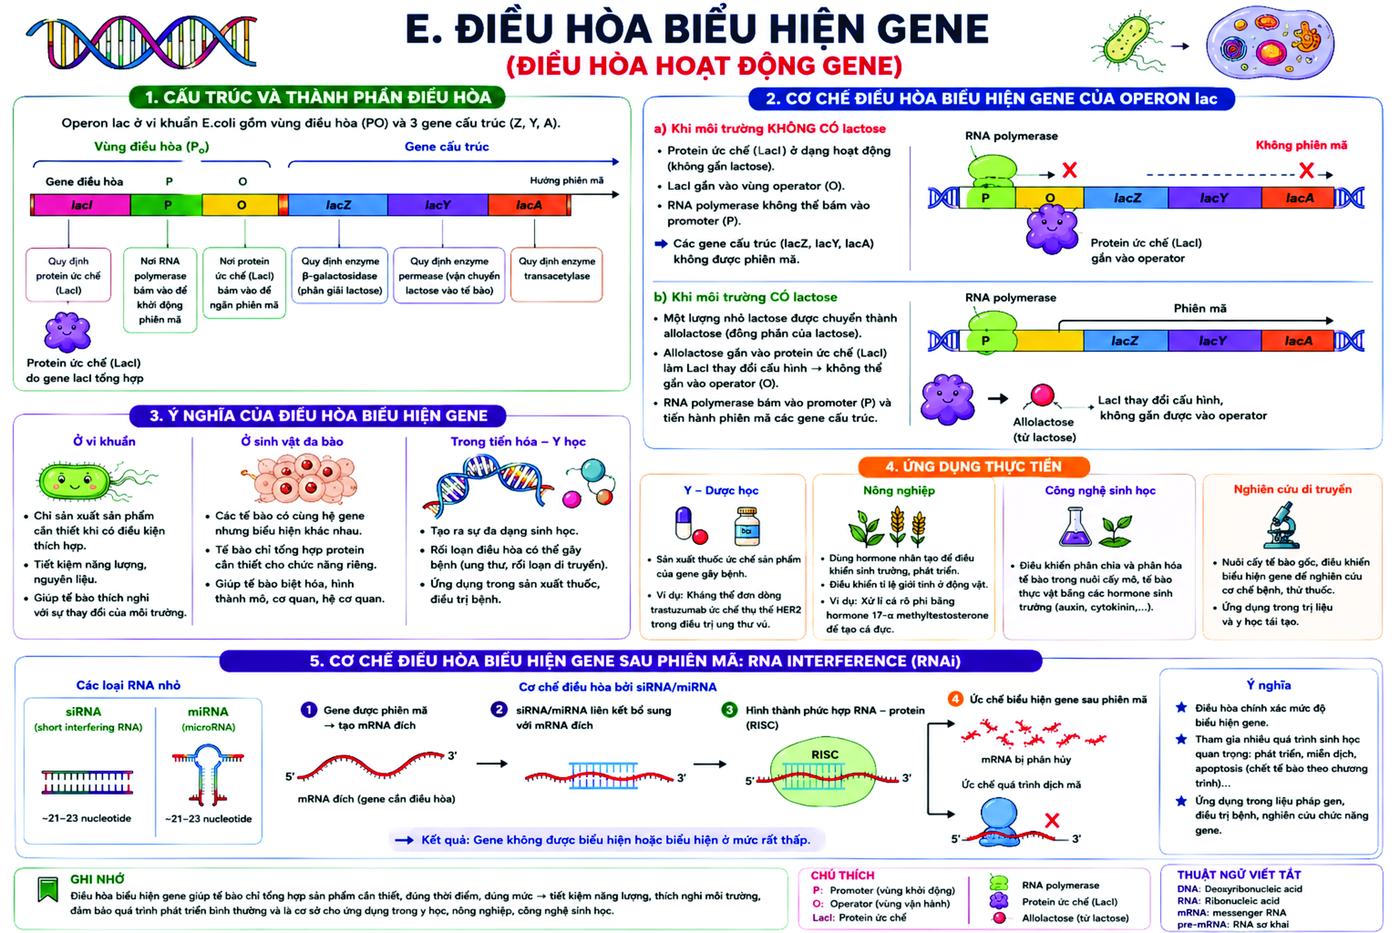 E. ĐIỀU HÒA BIỂU HIỆN GENE
(ĐIỀU HÒA HOẠT ĐỘNG GENE)
1. CẤU TRÚC VÀ THÀNH PHẦN ĐIỀU HÒA
Operon lac ở vi khuẩn E.coli gồm vùng điều hòa (PO) và 3 gene cấu trúc (Z, Y, A).
Vùng điều hòa (Po)
Gene cấu trúc
Gene điều hòa
P
O
Hướng phiên mã
lacI
P
O
lacZ
lacY
lacA
Quy định
protein ức chế
(LacI)
Nơi RNA
polymerase
bám vào để
khởi động
phiên mã
Nơi protein
ức chế (LacI)
bám vào để
ngăn phiên mã
Quy định enzyme
β-galactosidase
(phân giải lactose)
Quy định enzyme
permease (vận chuyển
lactose vào tế bào)
Quy định enzyme
transacetylase
Protein ức chế (LacI)
do gene lacI tổng hợp
2. CƠ CHẾ ĐIỀU HÒA BIỂU HIỆN GENE CỦA OPERON lac
a) Khi môi trường KHÔNG CÓ lactose
• Protein ức chế (LacI) ở dạng hoạt động
(không gắn lactose).
• LacI gắn vào vùng operator (O).
• RNA polymerase không thể bám vào
promoter (P).
Các gene cấu trúc (lacZ, lacY, lacA)
không được phiên mã.
RNA polymerase
X
Không phiên mã
X
P
O
lacZ
lacY
lacA
Protein ức chế (LacI)
gắn vào operator
b) Khi môi trường CÓ lactose
• Một lượng nhỏ lactose được chuyển thành
allolactose (đồng phân của lactose).
• Allolactose gắn vào protein ức chế (LacI)
làm LacI thay đổi cấu hình → không thể
gắn vào operator (O).
• RNA polymerase bám vào promoter (P) và
tiến hành phiên mã các gene cấu trúc.
RNA polymerase
Phiên mã
P
lacZ
lacY
lacA
Allolactose
(từ lactose)
LacI thay đổi cấu hình,
không gắn được vào operator
3. Ý NGHĨA CỦA ĐIỀU HÒA BIỂU HIỆN GENE
Ở vi khuẩn
• Chỉ sản xuất sản phẩm
cần thiết khi có điều kiện
thích hợp.
• Tiết kiệm năng lượng,
nguyên liệu.
• Giúp tế bào thích nghi
với sự thay đổi của môi trường.
Ở sinh vật đa bào
• Các tế bào có cùng hệ gene
nhưng biểu hiện khác nhau.
• Tế bào chỉ tổng hợp protein
cần thiết cho chức năng riêng.
• Giúp tế bào biệt hóa, hình
thành mô, cơ quan, hệ cơ quan.
Trong tiến hóa – Y học
• Tạo ra sự đa dạng sinh học.
• Rối loạn điều hòa có thể gây
bệnh (ung thư, rối loạn di truyền).
• Ứng dụng trong sản xuất thuốc,
điều trị bệnh.
4. ỨNG DỤNG THỰC TIỄN
Y – Dược học
• Sản xuất thuốc ức chế sản phẩm
của gene gây bệnh.
• Ví dụ: Kháng thể đơn dòng
trastuzumab ức chế thụ thể HER2
trong điều trị ung thư vú.
Nông nghiệp
• Dùng hormone nhân tạo để điều
khiển sinh trưởng, phát triển.
• Điều khiển tỉ lệ giới tính ở động vật.
• Ví dụ: Xử lí cá rô phi bằng
hormone 17-α methyltestosterone
để tạo cá đực.
Công nghệ sinh học
• Điều khiển phân chia và phân hóa
tế bào trong nuôi cấy mô, tế bào
thực vật bằng các hormone sinh
trưởng (auxin, cytokinin,...).
Nghiên cứu di truyền
• Nuôi cấy tế bào gốc, điều khiển
biểu hiện gene để nghiên cứu
cơ chế bệnh, thử thuốc.
• Ứng dụng trong trị liệu
và y học tái tạo.
5. CƠ CHẾ ĐIỀU HÒA BIỂU HIỆN GENE SAU PHIÊN MÃ: RNA INTERFERENCE (RNAi)
Các loại RNA nhỏ
siRNA
(short interfering RNA)
~21–23 nucleotide
miRNA
(microRNA)
~21–23 nucleotide
Cơ chế điều hòa bởi siRNA/miRNA
1 Gene được phiên mã
→ tạo mRNA đích
5'
3'
mRNA đích (gene cần điều hòa)
2 siRNA/miRNA liên kết bổ sung
với mRNA đích
5'
3'
3 Hình thành phức hợp RNA – protein
(RISC)
RISC
5'
3'
4 Ức chế biểu hiện gene sau phiên mã
mRNA bị phân hủy
Ức chế quá trình dịch mã
X
5'
3'
→ Kết quả: Gene không được biểu hiện hoặc biểu hiện ở mức rất thấp.
Ý nghĩa
★ Điều hòa chính xác mức độ
biểu hiện gene.
★ Tham gia nhiều quá trình sinh học
quan trọng: phát triển, miễn dịch,
apoptosis (chết tế bào theo chương
trình)...
★ Ứng dụng trong liệu pháp gen,
điều trị bệnh, nghiên cứu chức năng
gene.
GHI NHỚ
Điều hòa biểu hiện gene giúp tế bào chỉ tổng hợp sản phẩm cần thiết, đúng thời điểm, đúng mức → tiết kiệm năng lượng, thích nghi môi trường,
đảm bảo quá trình phát triển bình thường và là cơ sở cho ứng dụng trong y học, nông nghiệp, công nghệ sinh học.
CHÚ THÍCH
P: Promoter (vùng khởi động)
O: Operator (vùng vận hành)
LacI: Protein ức chế
RNA polymerase
Protein ức chế (LacI)
Allolactose (từ lactose)
THUẬT NGỮ VIẾT TẮT
DNA: Deoxyribonucleic acid
RNA: Ribonucleic acid
mRNA: messenger RNA
pre-mRNA: RNA sơ khai